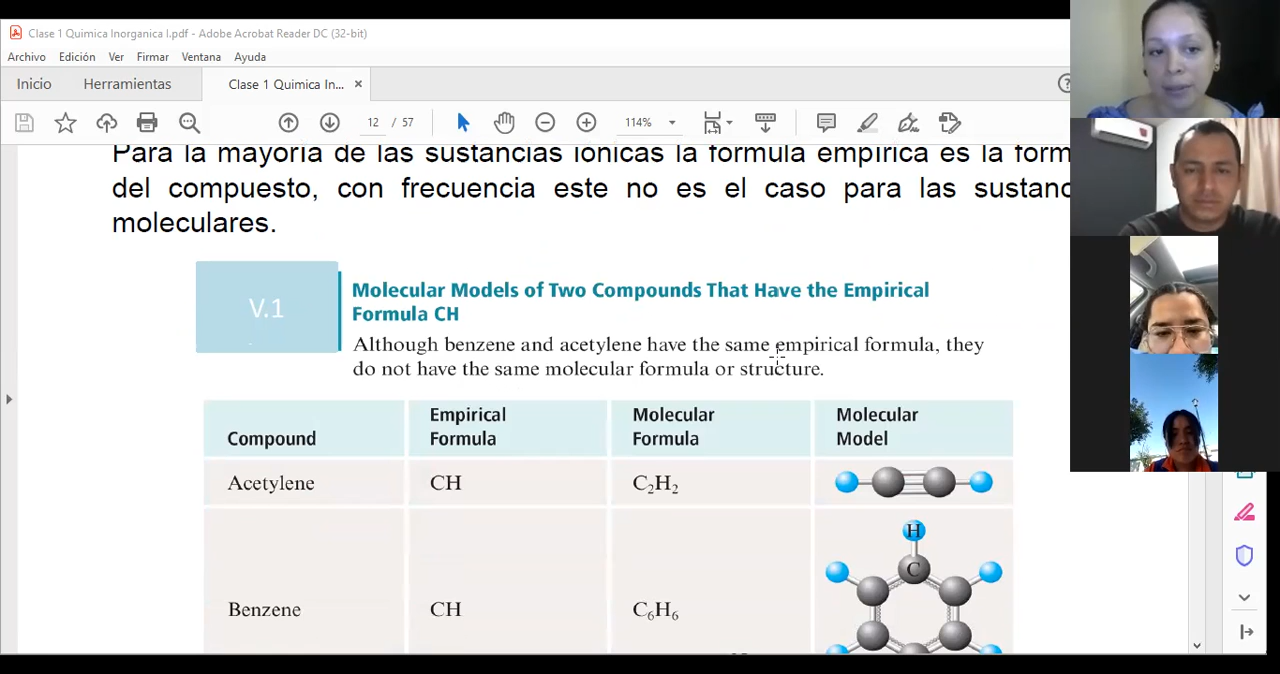 Clase 1 Quimica Inorganica I.pdf - Adobe Acrobat Reader DC (32-bit)
Archivo Edición Ver Firmar Ventana Ayuda
Inicio Herramientas Clase 1 Quimica In... ×
12 / 57 114%
Para la mayoría de las sustancias iónicas la fórmula empírica es la
del compuesto, con frecuencia este no es el caso para las
moleculares.
V.1
Molecular Models of Two Compounds That Have the Empirical
Formula CH
Although benzene and acetylene have the same empirical formula, they
do not have the same molecular formula or structure.
Compound Empirical Formula Molecular Formula Molecular Model
Acetylene CH C₂H₂
Benzene CH C₆H₆
H
C